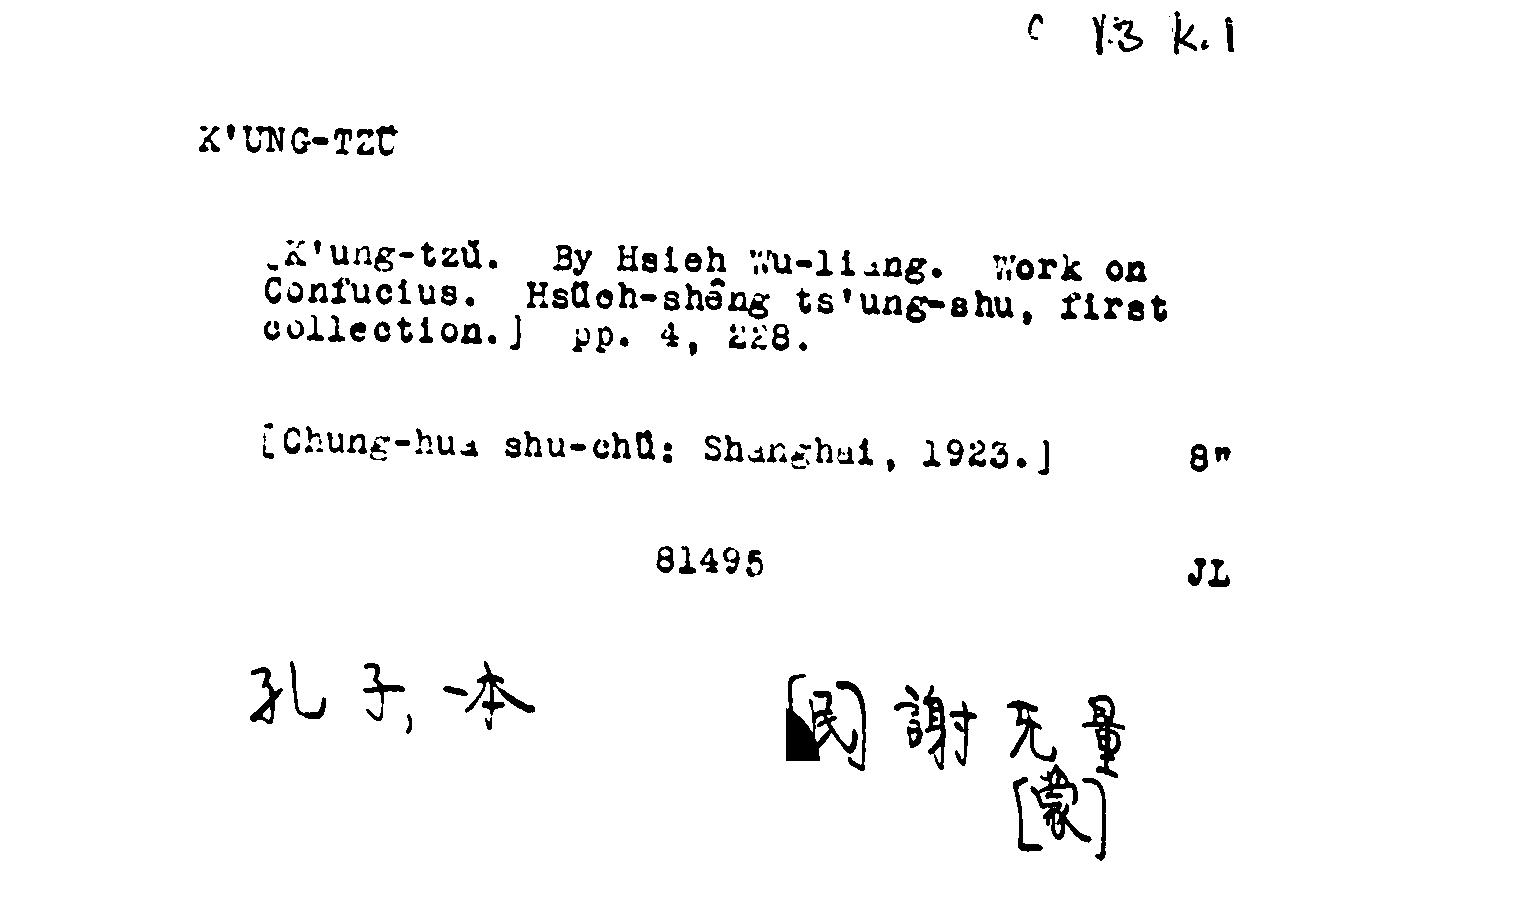 C Y.3 K.1
K'UNG-TZŬ
[K'ung-tzŭ. By Hsieh Wu-liang. Work on
Confucius. Hsüeh-shêng ts'ung-shu, first
collection.] pp. 4, 228.
[Chung-hua shu-chü: Shanghai, 1923.] 8"
81495 JL
孔子, 一本 [民] 謝无量
[蒙]